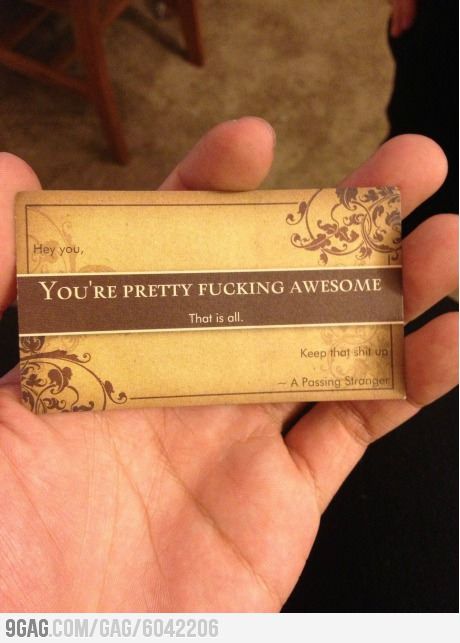 Hey you,
You're pretty fucking awesome
That is all.
Keep that shit up
~ A Passing Stranger
9GAG.COM/GAG/6042206